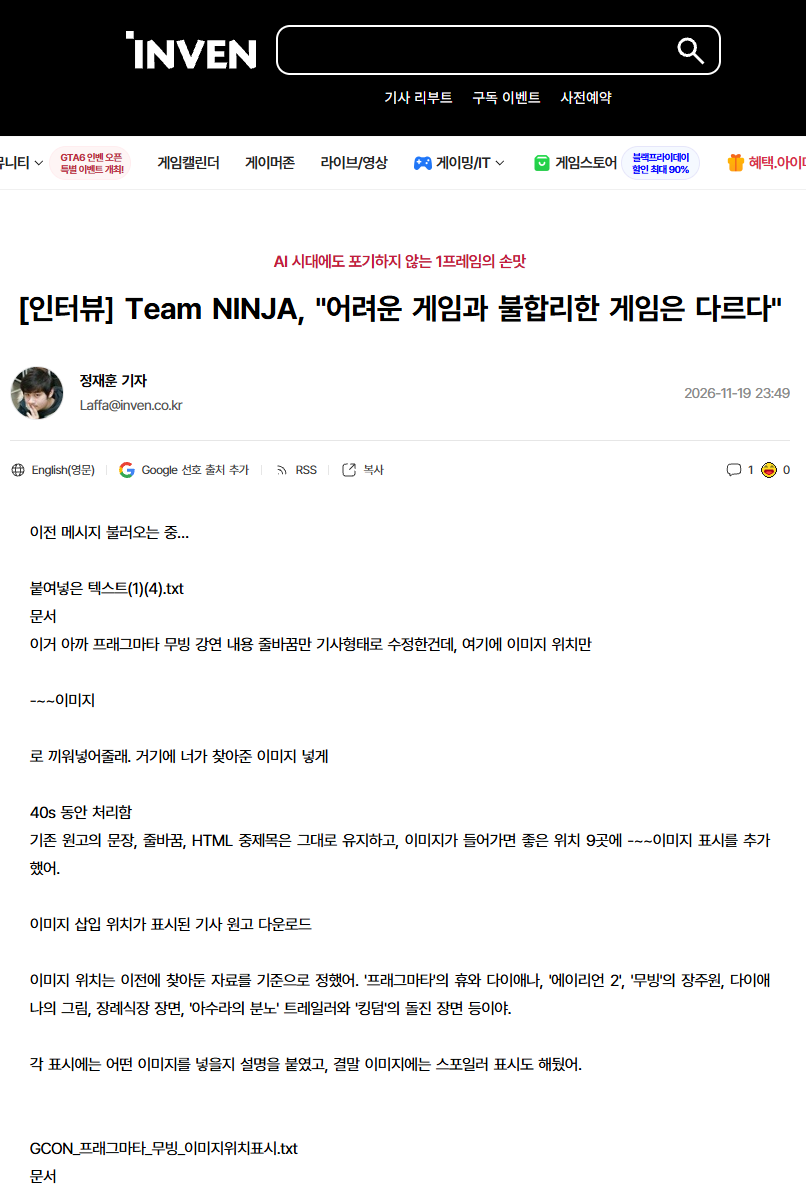 INVEN
기사 리부트 구독 이벤트 사전예약
뮤니티
GTA6 인벤 오픈
특별 이벤트 개최!
게임캘린더 게이머존 라이브/영상 게이밍/IT 게임스토어
블랙프라이데이
할인 최대 90%
혜택.아이
AI 시대에도 포기하지 않는 1프레임의 손맛
[인터뷰] Team NINJA, "어려운 게임과 불합리한 게임은 다르다"
정재훈 기자
Laffa@inven.co.kr
2026-11-19 23:49
English(영문) Google 선호 출처 추가 RSS 복사 1 0
이전 메시지 불러오는 중...
붙여넣은 텍스트(1)(4).txt
문서
이거 아까 프래그마타 무빙 강연 내용 줄바꿈만 기사형태로 수정한건데, 여기에 이미지 위치만
-~~이미지
로 끼워넣어줄래. 거기에 너가 찾아준 이미지 넣게
40s 동안 처리함
기존 원고의 문장, 줄바꿈, HTML 중제목은 그대로 유지하고, 이미지가 들어가면 좋은 위치 9곳에 -~~이미지 표시를 추가
했어.
이미지 삽입 위치가 표시된 기사 원고 다운로드
이미지 위치는 이전에 찾아둔 자료를 기준으로 정했어. '프래그마타'의 휴와 다이애나, '에이리언 2', '무빙'의 장주원, 다이애
나의 그림, 장례식장 장면, '아수라의 분노' 트레일러와 '킹덤'의 돌진 장면 등이야.
각 표시에는 어떤 이미지를 넣을지 설명을 붙였고, 결말 이미지에는 스포일러 표시도 해뒀어.
GCON_프래그마타_무빙_이미지위치표시.txt
문서